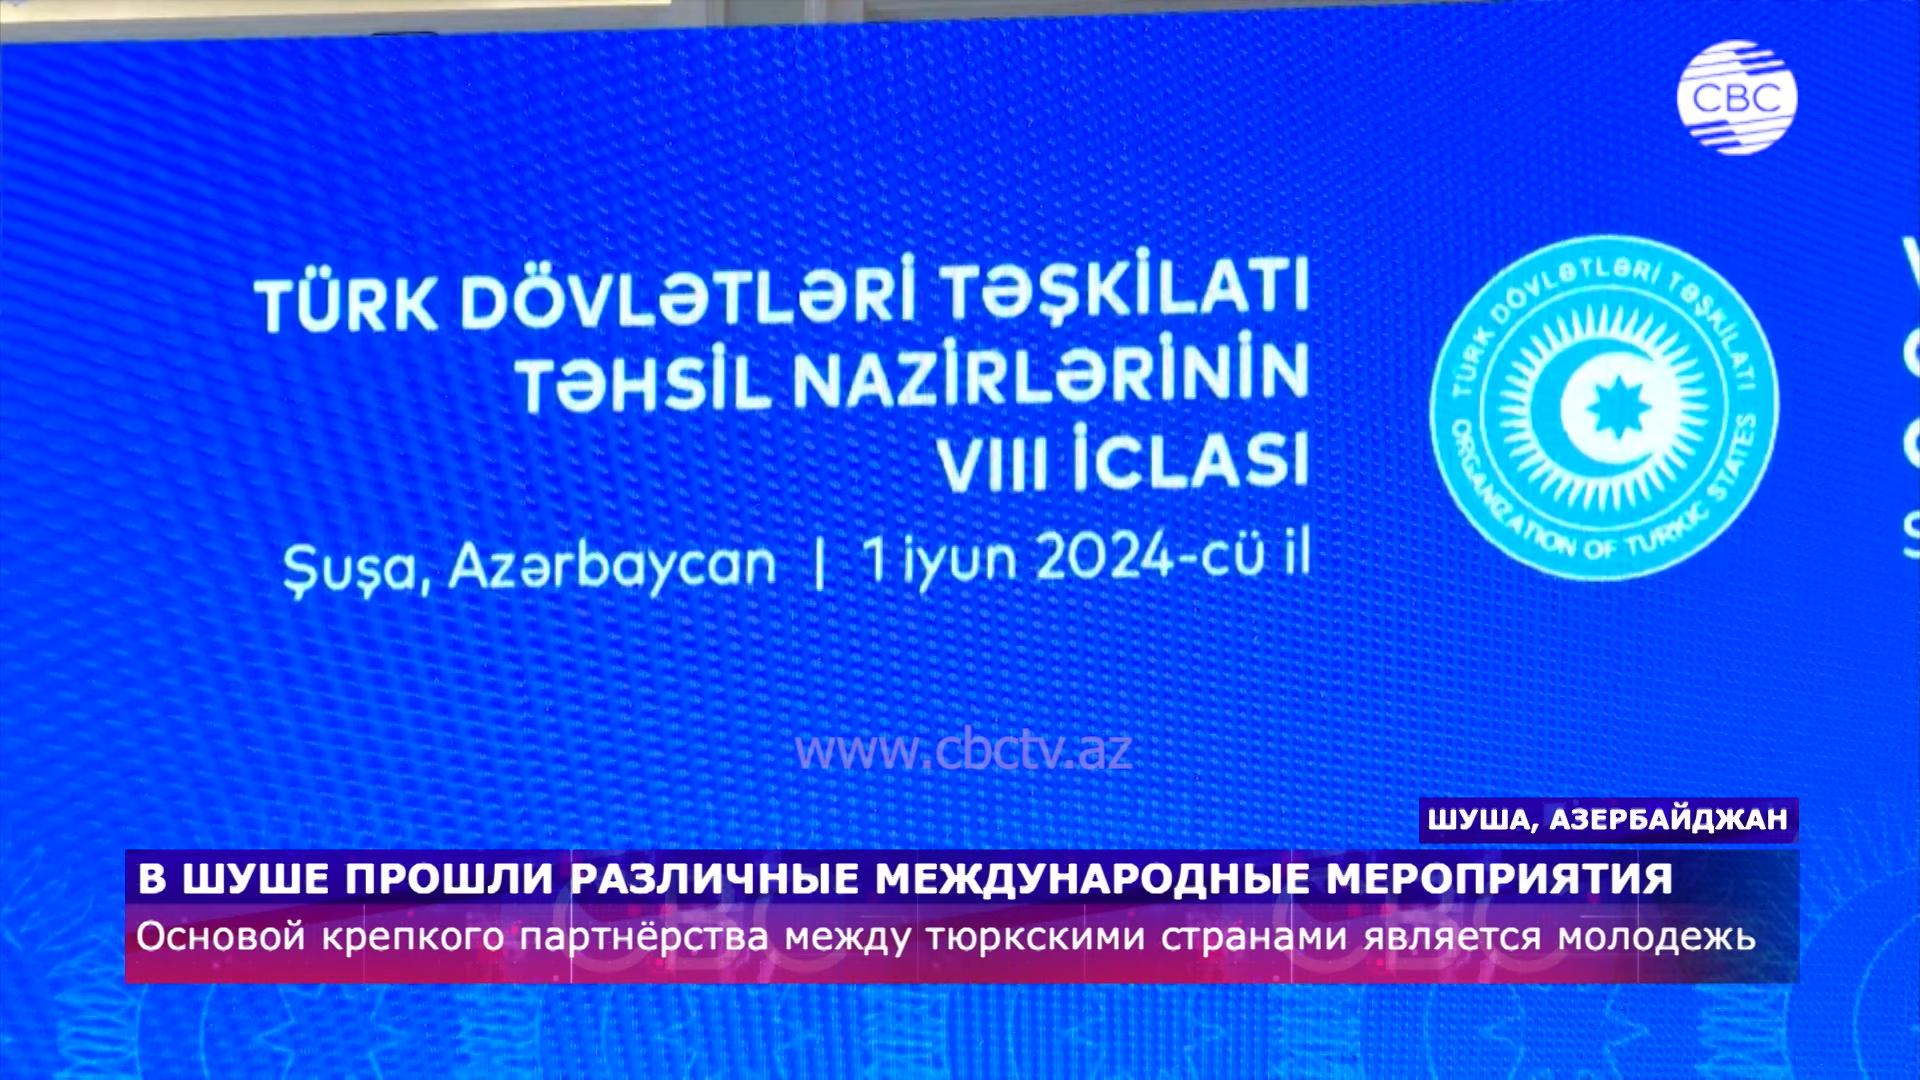 CBC
TÜRK DÖVLƏTLƏRİ TƏŞKİLATI
TƏHSİL NAZİRLƏRİNİN
VIII İCLASI
Şuşa, Azərbaycan | 1 iyun 2024-cü il
TÜRK DÖVLƏTLƏRİ TƏŞKİLATI
ORGANIZATION OF TURKIC STATES
www.cbctv.az
ШУША, АЗЕРБАЙДЖАН
В ШУШЕ ПРОШЛИ РАЗЛИЧНЫЕ МЕЖДУНАРОДНЫЕ МЕРОПРИЯТИЯ
Основой крепкого партнёрства между тюркскими странами является молодежь